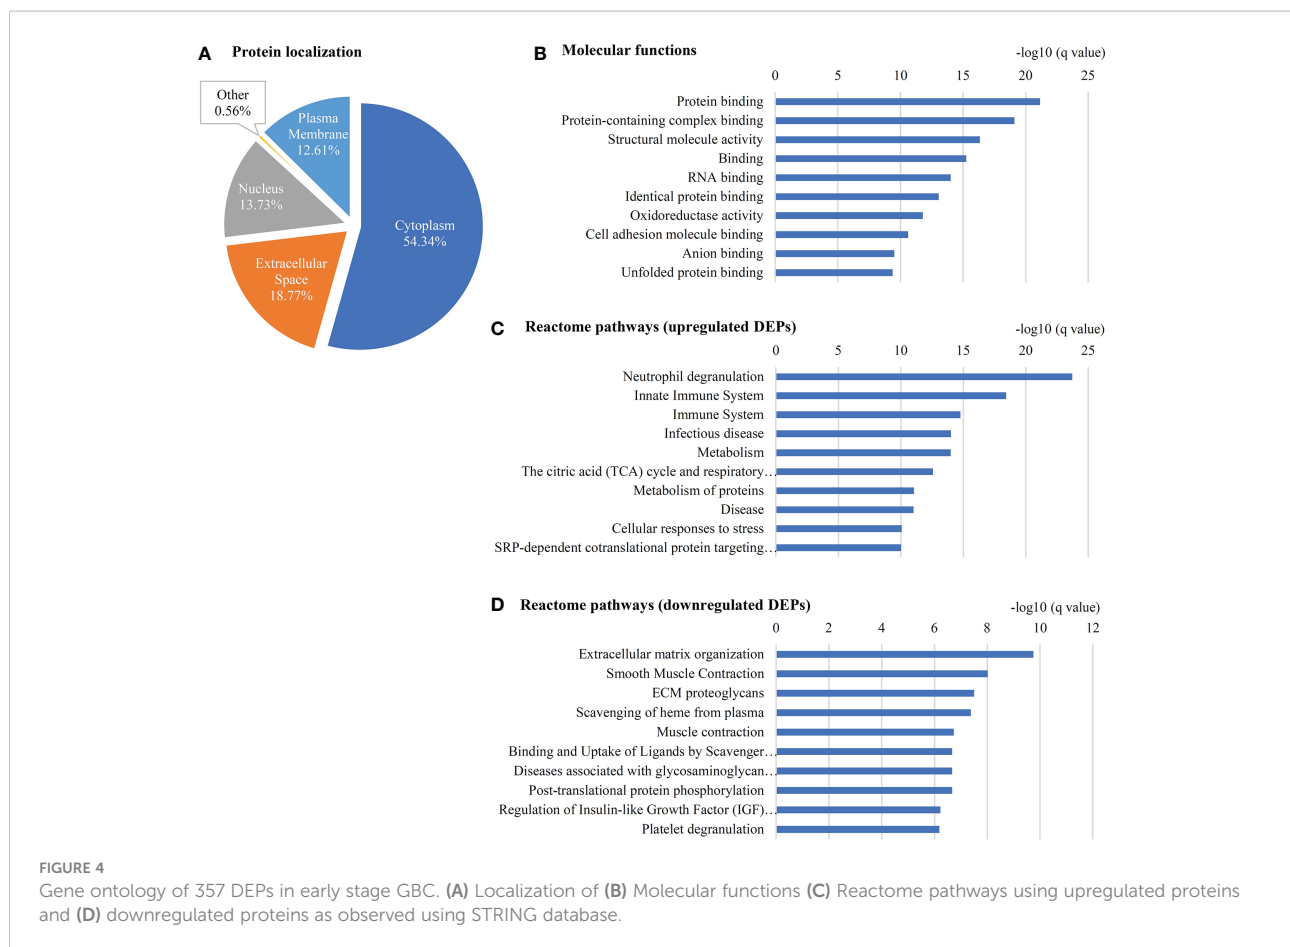 A Protein localization
Other
0.56%
Plasma
Membrane
12.61%
Nucleus
13.73%
Cytoplasm
54.34%
Extracellular
Space
18.77%
B Molecular functions
-log10 (q value)
0 5 10 15 20 25
Protein binding
Protein-containing complex binding
Structural molecule activity
Binding
RNA binding
Identical protein binding
Oxidoreductase activity
Cell adhesion molecule binding
Anion binding
Unfolded protein binding
C Reactome pathways (upregulated DEPs)
-log10 (q value)
0 5 10 15 20 25
Neutrophil degranulation
Innate Immune System
Immune System
Infectious disease
Metabolism
The citric acid (TCA) cycle and respiratory…
Metabolism of proteins
Disease
Cellular responses to stress
SRP-dependent cotranslational protein targeting…
D Reactome pathways (downregulated DEPs)
-log10 (q value)
0 2 4 6 8 10 12
Extracellular matrix organization
Smooth Muscle Contraction
ECM proteoglycans
Scavenging of heme from plasma
Muscle contraction
Binding and Uptake of Ligands by Scavenger…
Diseases associated with glycosaminoglycan…
Post-translational protein phosphorylation
Regulation of Insulin-like Growth Factor (IGF)…
Platelet degranulation
FIGURE 4
Gene ontology of 357 DEPs in early stage GBC. (A) Localization of (B) Molecular functions (C) Reactome pathways using upregulated proteins
and (D) downregulated proteins as observed using STRING database.